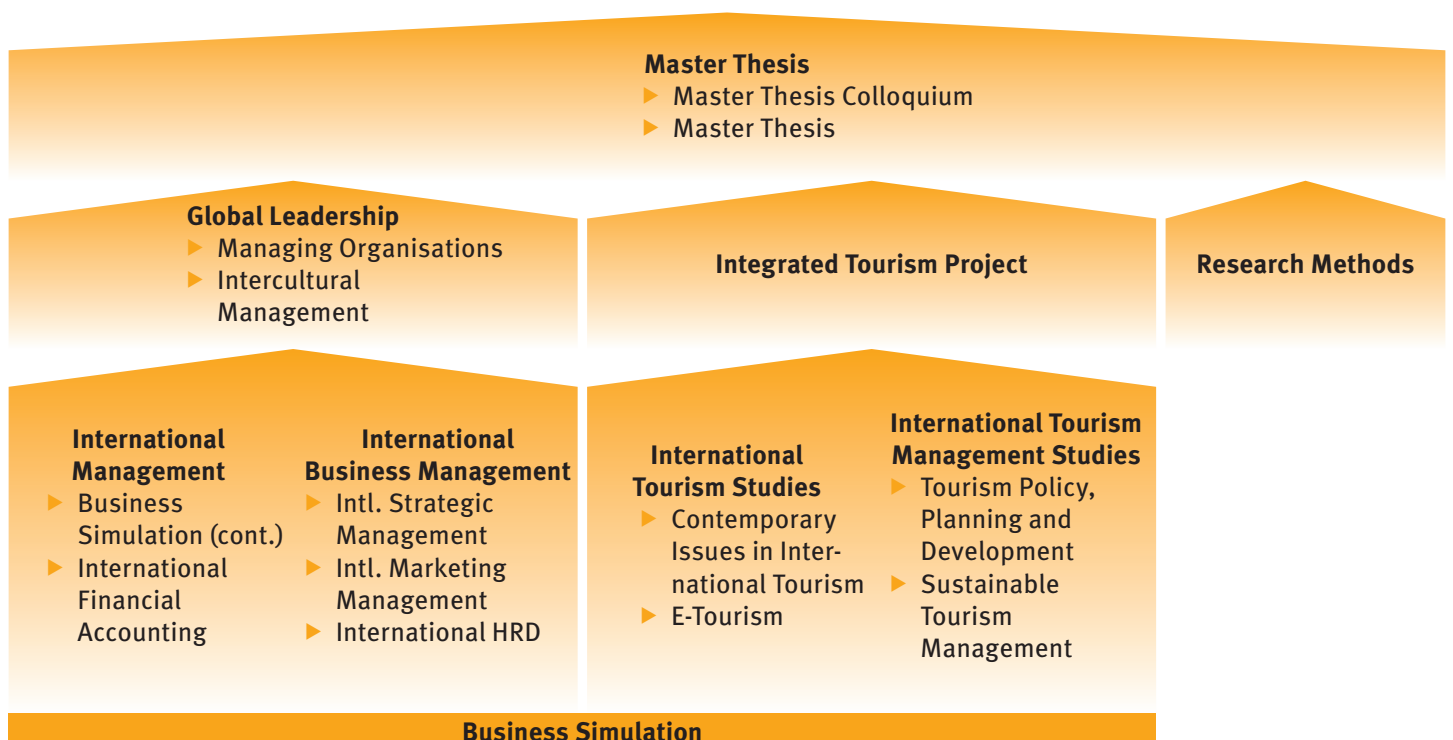 Master Thesis
Master Thesis Colloquium
Master Thesis
Global Leadership
Managing Organisations
Intercultural
Management
Integrated Tourism Project
Research Methods
International
Management
Business
Simulation (cont.)
International
Financial
Accounting
International
Business Management
Intl. Strategic
Management
Intl. Marketing
Management
International HRD
International
Tourism Studies
Contemporary
Issues in Inter-
national Tourism
E-Tourism
International Tourism
Management Studies
Tourism Policy,
Planning and
Development
Sustainable
Tourism
Management
Business Simulation